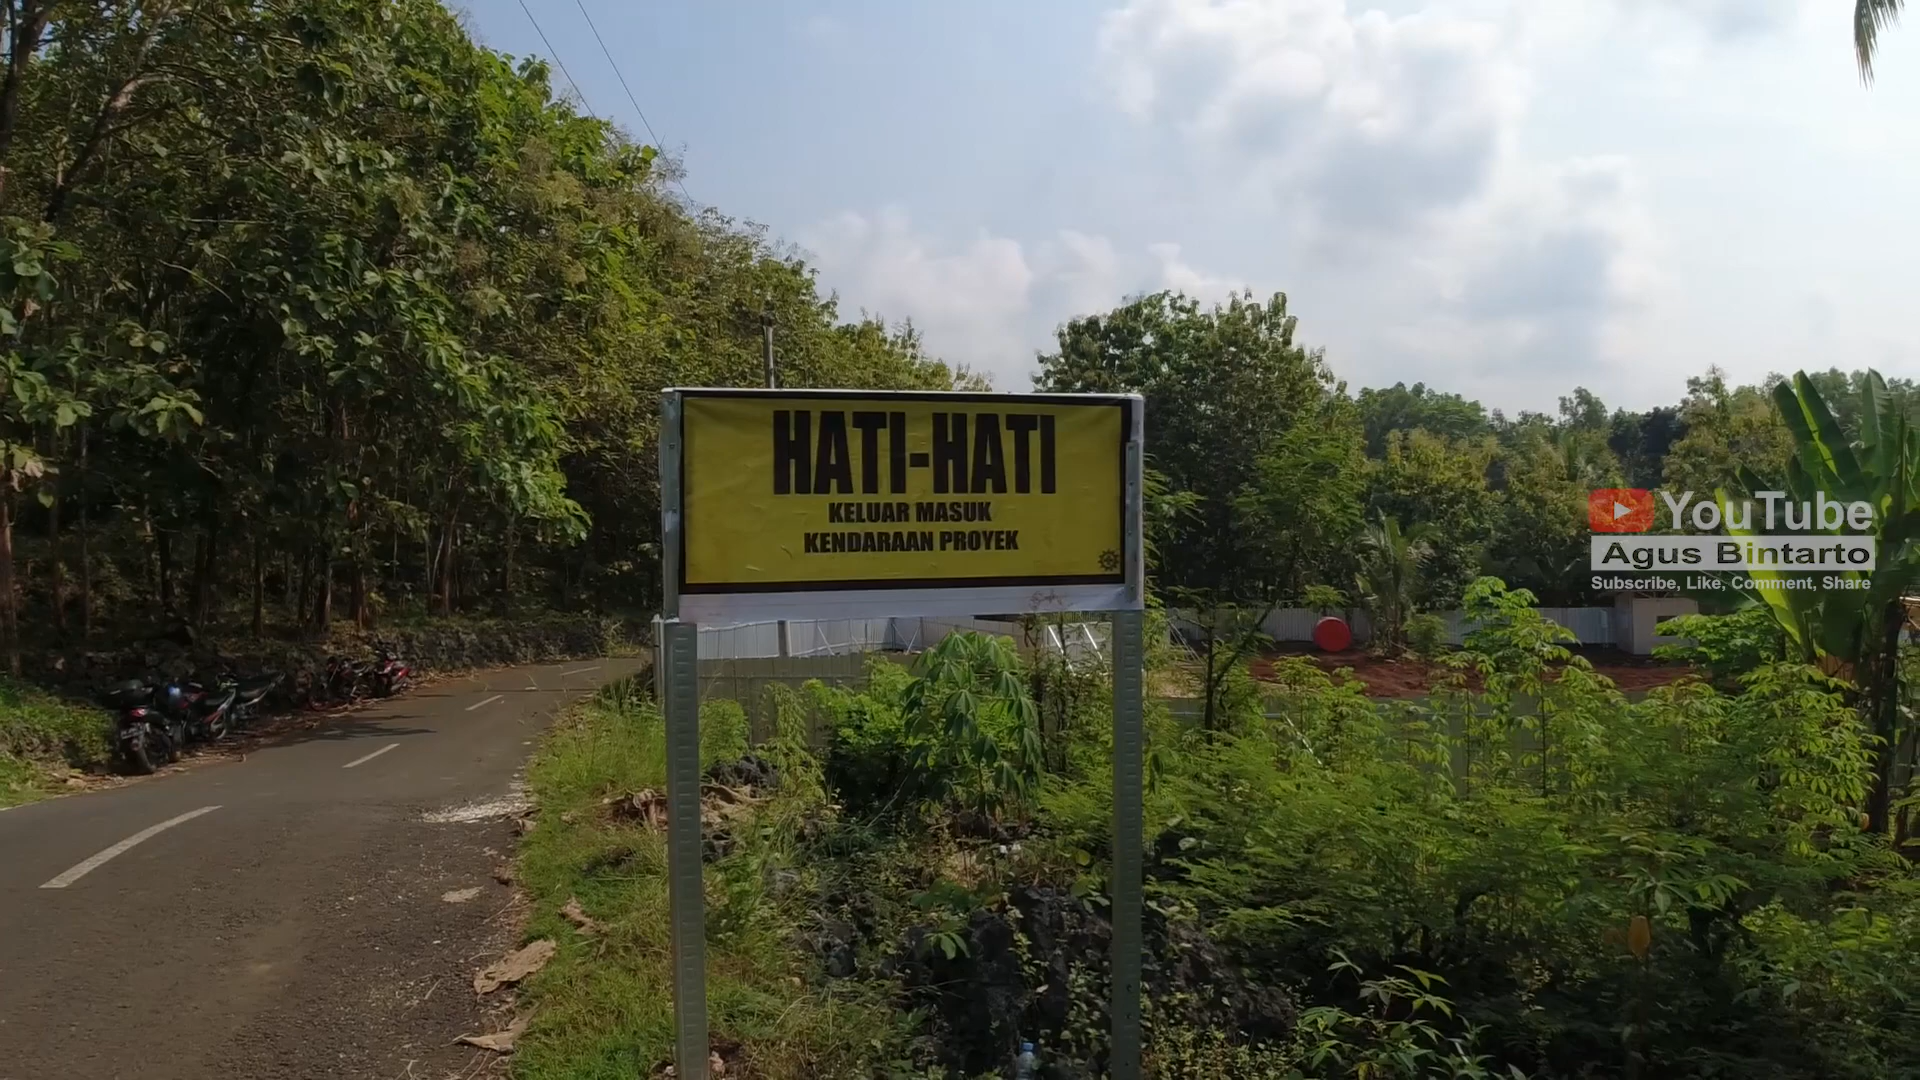 HATI-HATI
KELUAR MASUK
KENDARAAN PROYEK
YouTube
Agus Bintarto
Subscribe, Like, Comment, Share